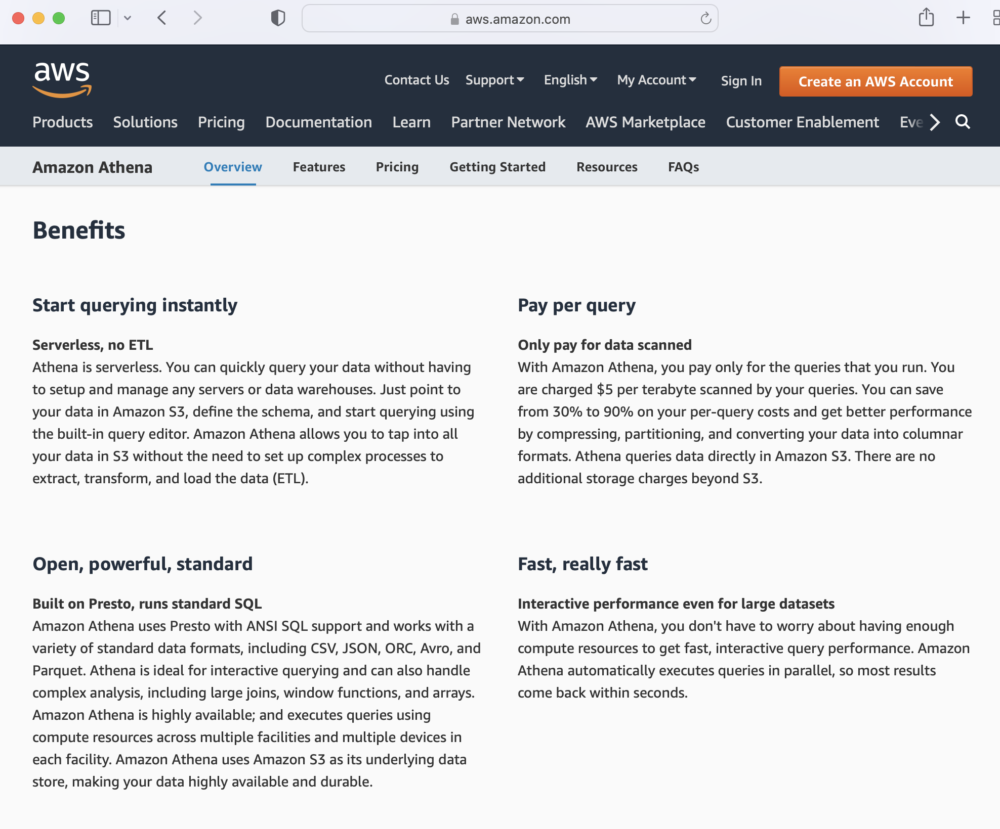 aws.amazon.com
aws
Contact Us Support English My Account Sign In Create an AWS Account
Products Solutions Pricing Documentation Learn Partner Network AWS Marketplace Customer Enablement Eve
Amazon Athena Overview Features Pricing Getting Started Resources FAQs
Benefits
Start querying instantly
Serverless, no ETL
Athena is serverless. You can quickly query your data without having
to setup and manage any servers or data warehouses. Just point to
your data in Amazon S3, define the schema, and start querying using
the built-in query editor. Amazon Athena allows you to tap into all
your data in S3 without the need to set up complex processes to
extract, transform, and load the data (ETL).
Pay per query
Only pay for data scanned
With Amazon Athena, you pay only for the queries that you run. You
are charged $5 per terabyte scanned by your queries. You can save
from 30% to 90% on your per-query costs and get better performance
by compressing, partitioning, and converting your data into columnar
formats. Athena queries data directly in Amazon S3. There are no
additional storage charges beyond S3.
Open, powerful, standard
Built on Presto, runs standard SQL
Amazon Athena uses Presto with ANSI SQL support and works with a
variety of standard data formats, including CSV, JSON, ORC, Avro, and
Parquet. Athena is ideal for interactive querying and can also handle
complex analysis, including large joins, window functions, and arrays.
Amazon Athena is highly available; and executes queries using
compute resources across multiple facilities and multiple devices in
each facility. Amazon Athena uses Amazon S3 as its underlying data
store, making your data highly available and durable.
Fast, really fast
Interactive performance even for large datasets
With Amazon Athena, you don't have to worry about having enough
compute resources to get fast, interactive query performance. Amazon
Athena automatically executes queries in parallel, so most results
come back within seconds.